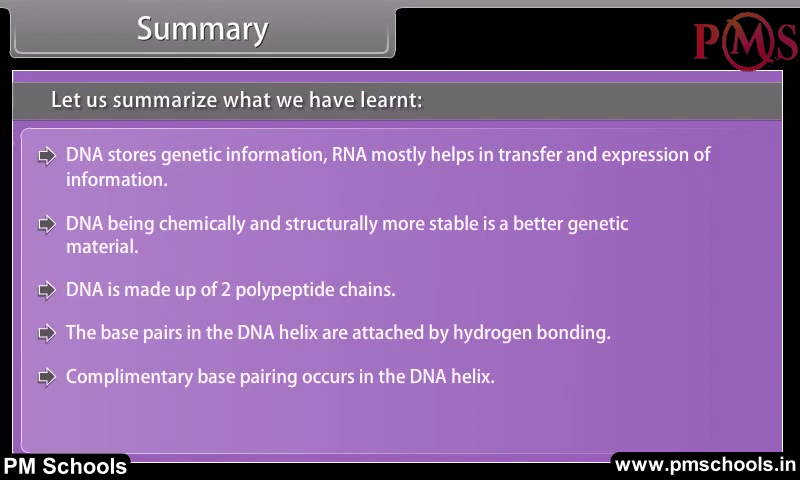 Summary
PMS
Let us summarize what we have learnt:
DNA stores genetic information, RNA mostly helps in transfer and expression of
information.
DNA being chemically and structurally more stable is a better genetic
material.
DNA is made up of 2 polypeptide chains.
The base pairs in the DNA helix are attached by hydrogen bonding.
Complimentary base pairing occurs in the DNA helix.
PM Schools
www.pmschools.in